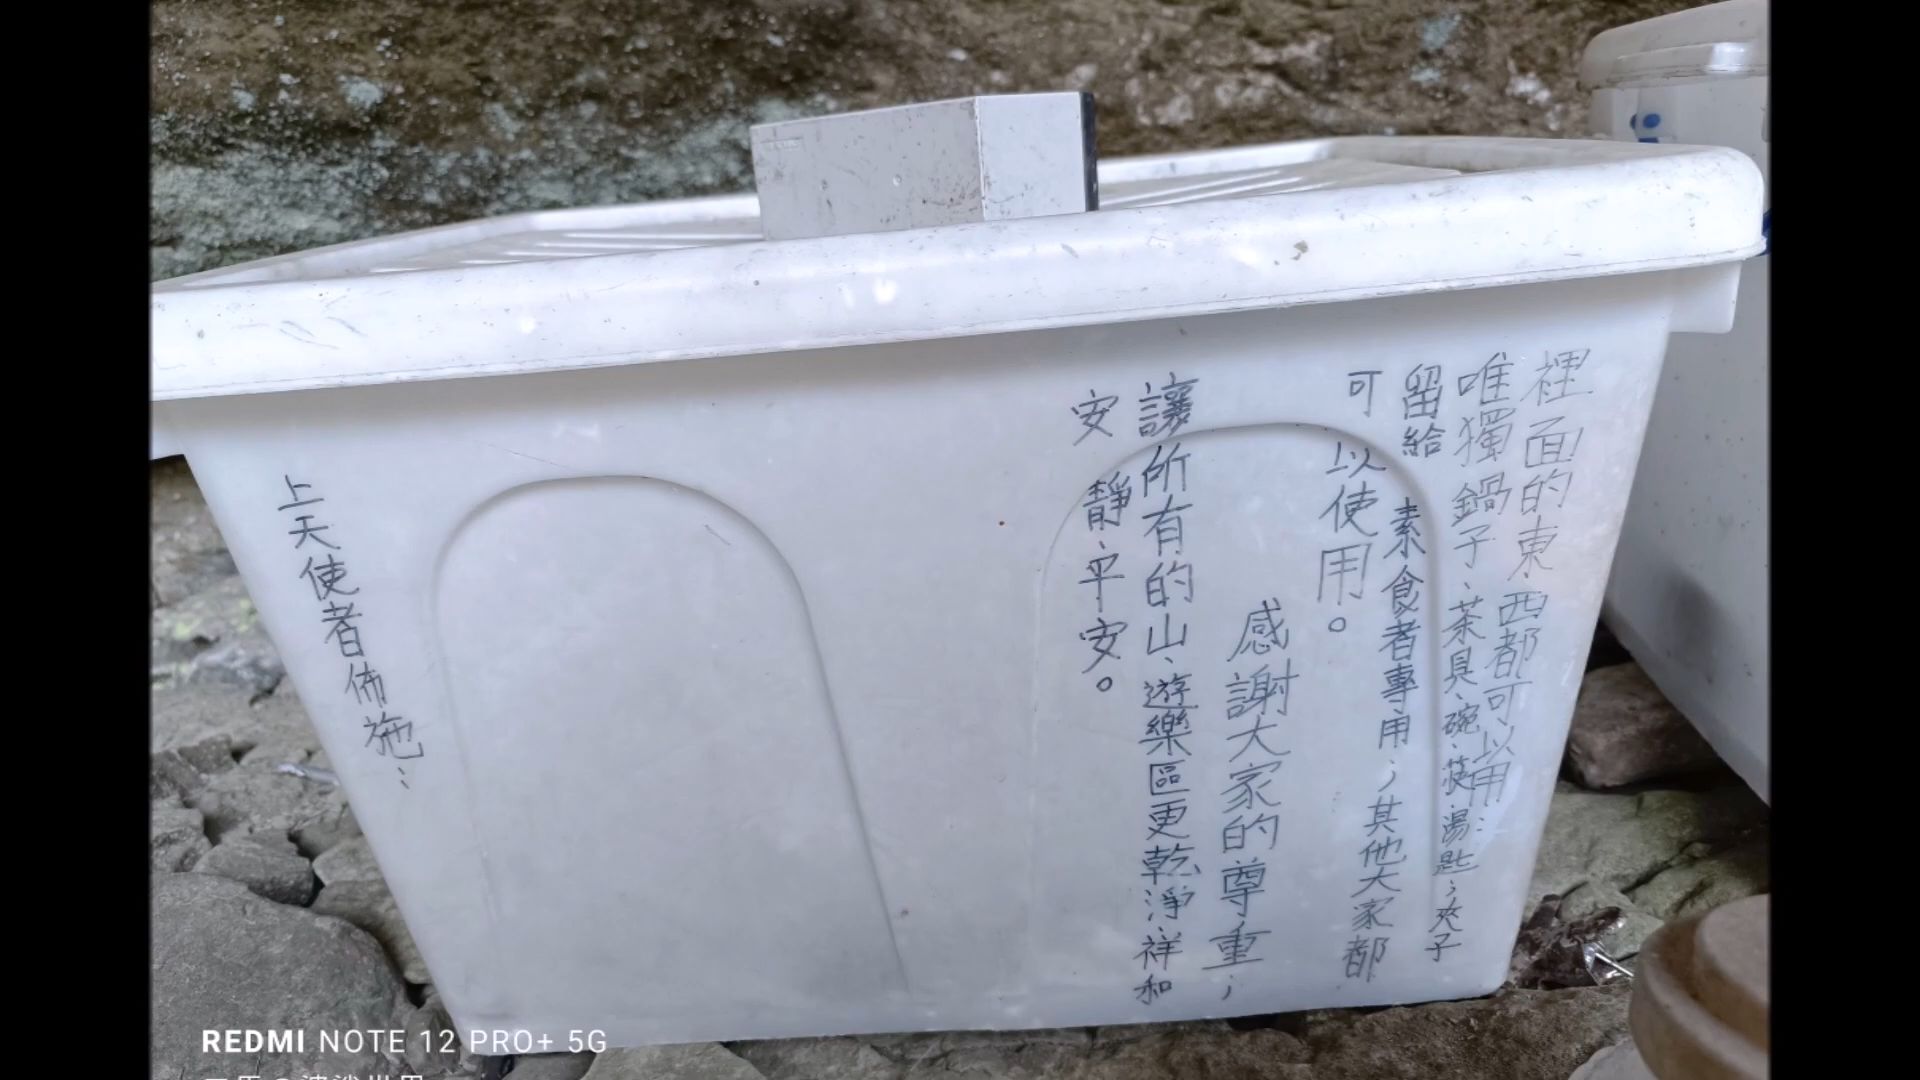 裡面的東西都可以用:
唯獨鍋子、茶具、碗、筷、湯匙、夾子
留給素食者專用,其他大家都
可以使用。
感謝大家的尊重,
讓所有的山、遊樂區更乾淨、祥和
安靜、平安。
上天使者佈施:
REDMI NOTE 12 PRO+ 5G